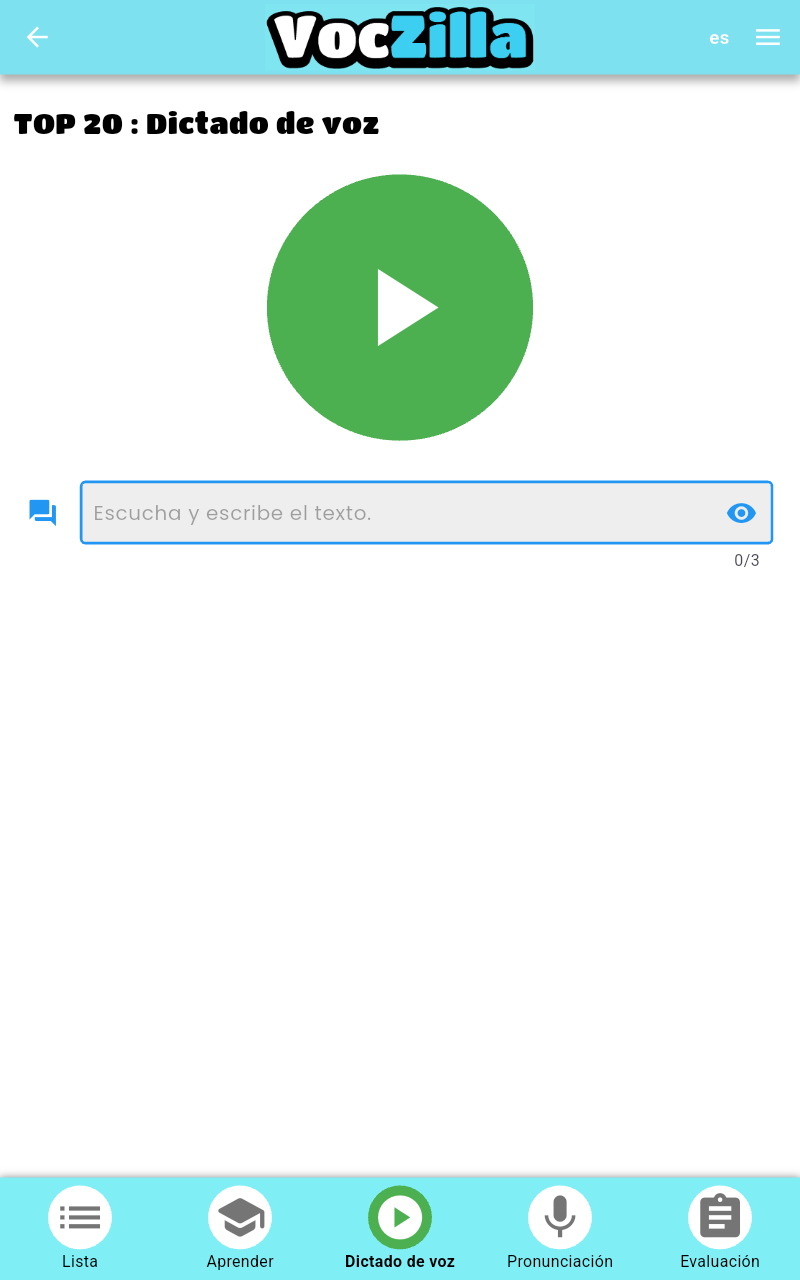 VocZilla
es
TOP 20 : Dictado de voz
Escucha y escribe el texto.
0/3
Lista
Aprender
Dictado de voz
Pronunciación
Evaluación